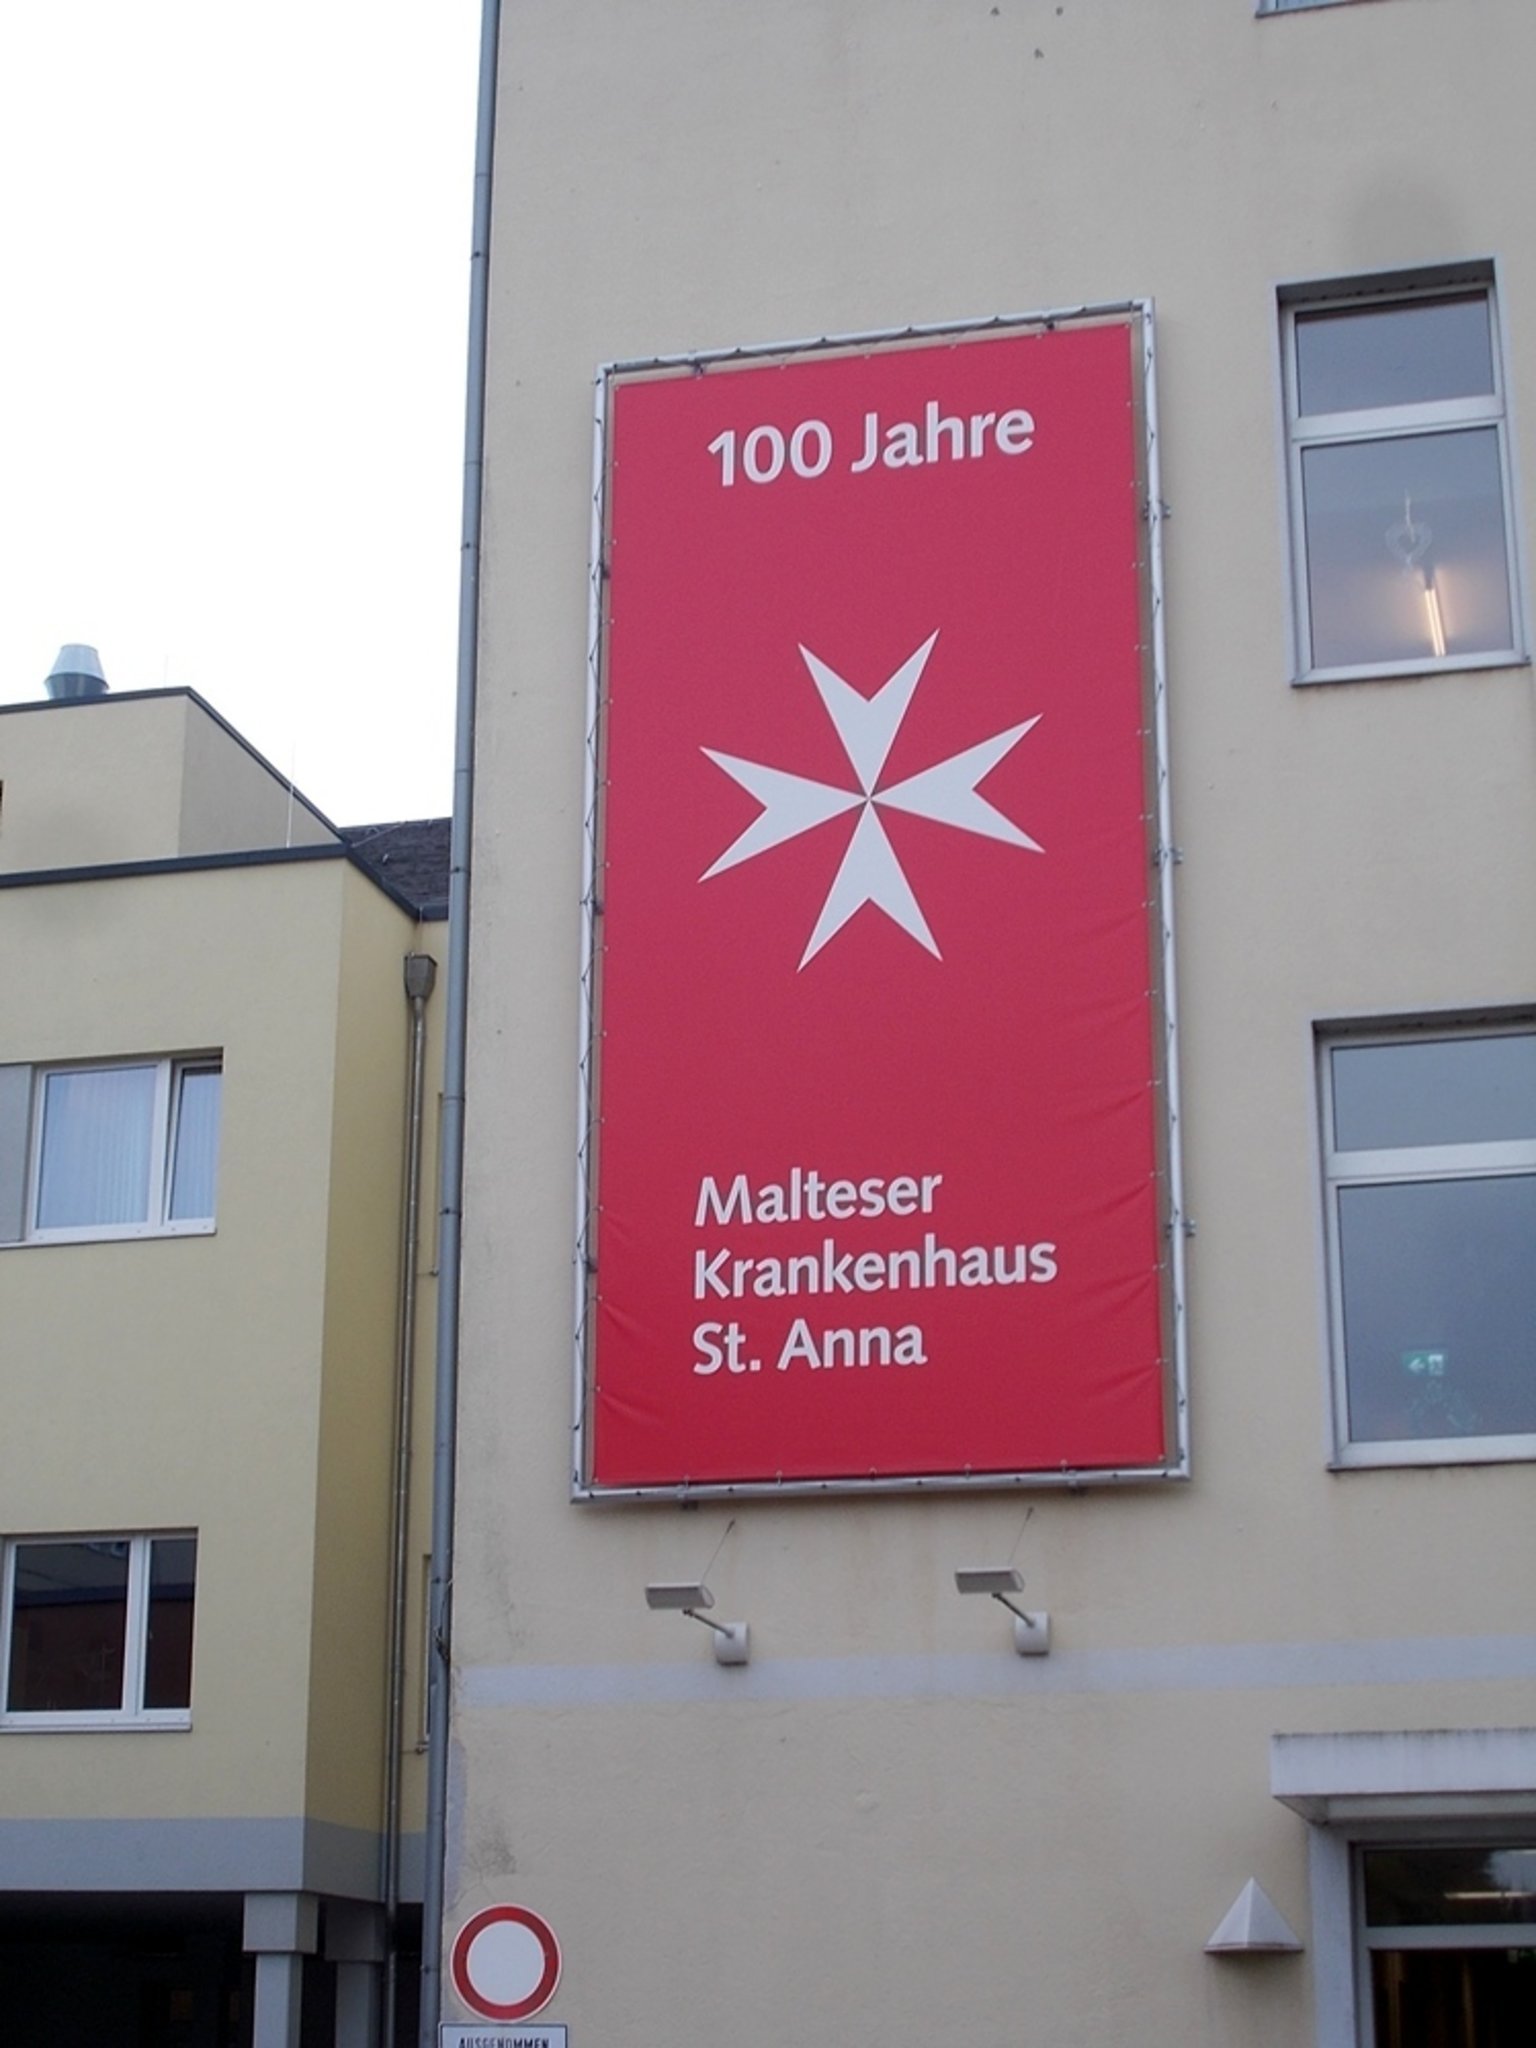 100 Jahre
Malteser
Krankenhaus
St. Anna
AUSGENOMMEN